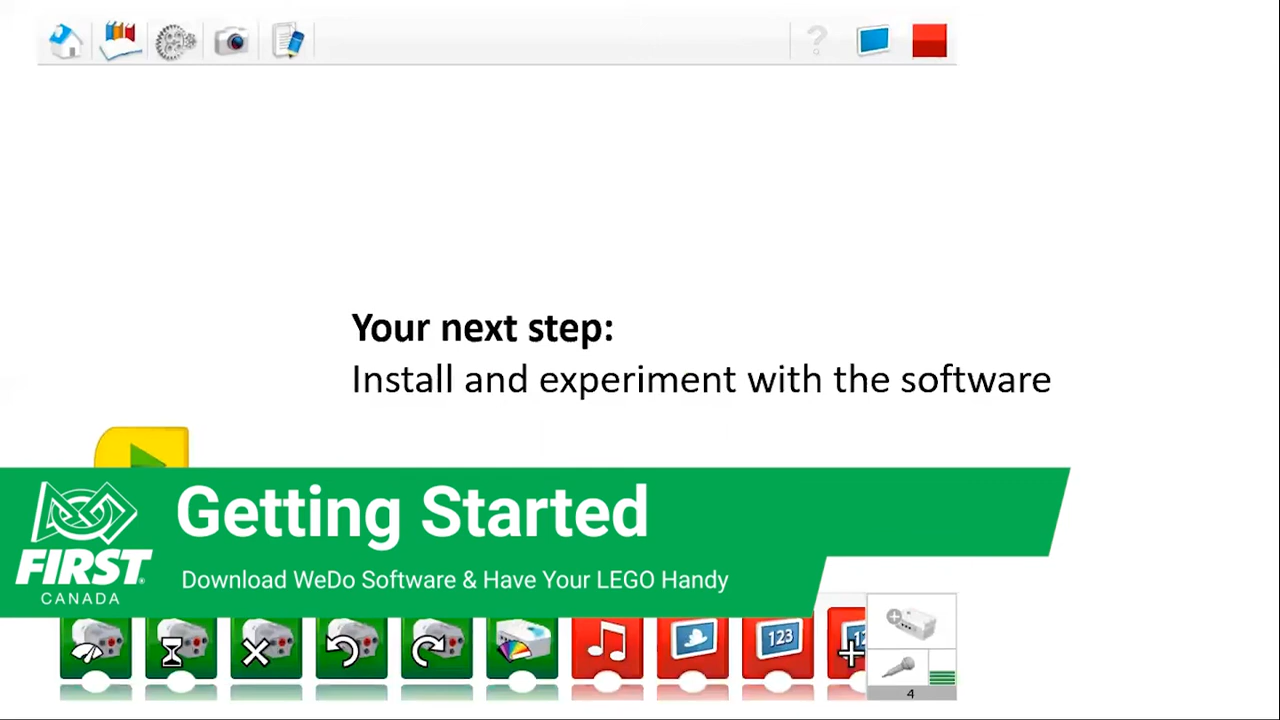 ?
Your next step:
Install and experiment with the software
Getting Started
Download WeDo Software & Have Your LEGO Handy
FIRST®
CANADA
123
4